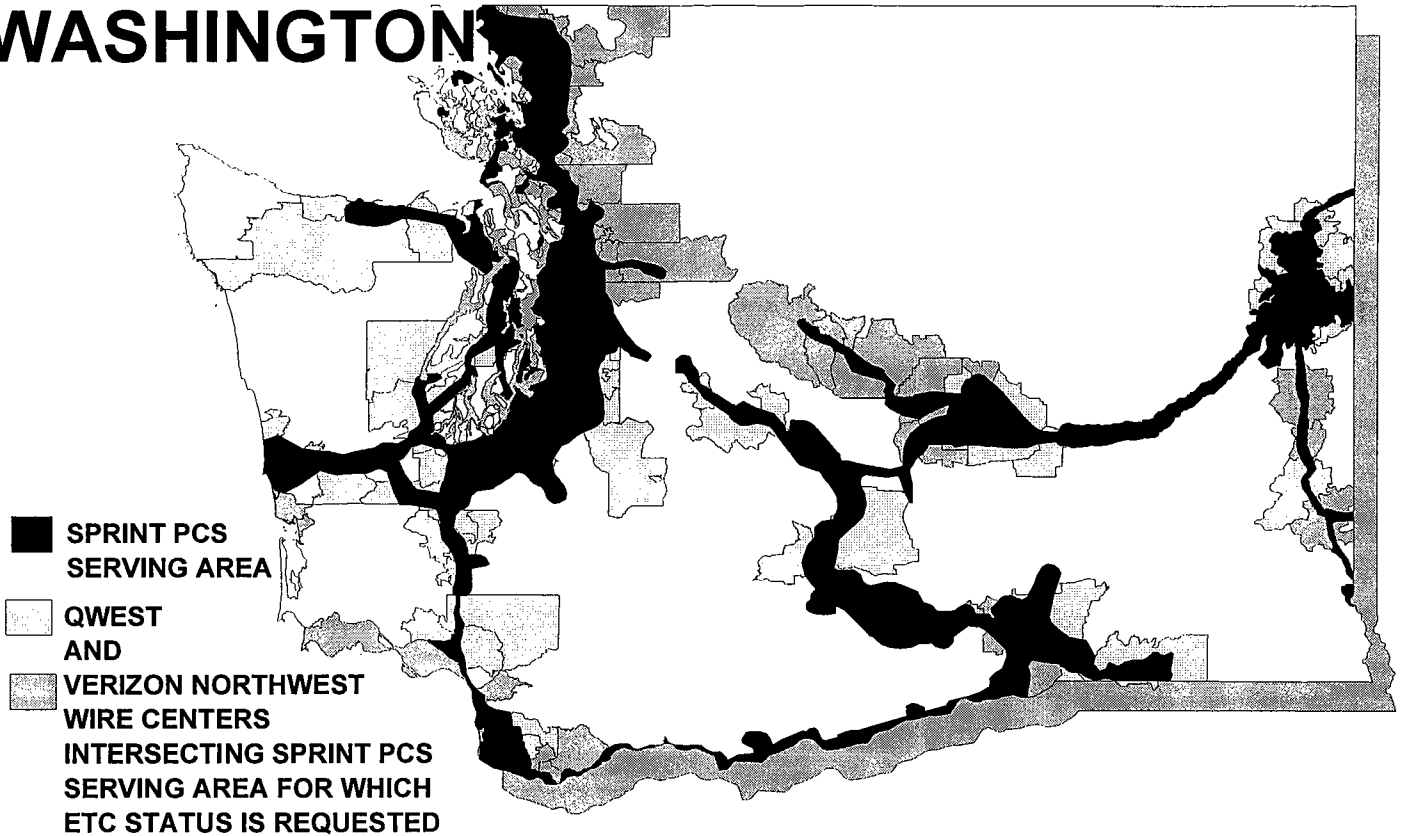 WASHINGTON
SPRINT PCS
SERVING AREA
QWEST
AND
VERIZON NORTHWEST
WIRE CENTERS
INTERSECTING SPRINT PCS
SERVING AREA FOR WHICH
ETC STATUS IS REQUESTED